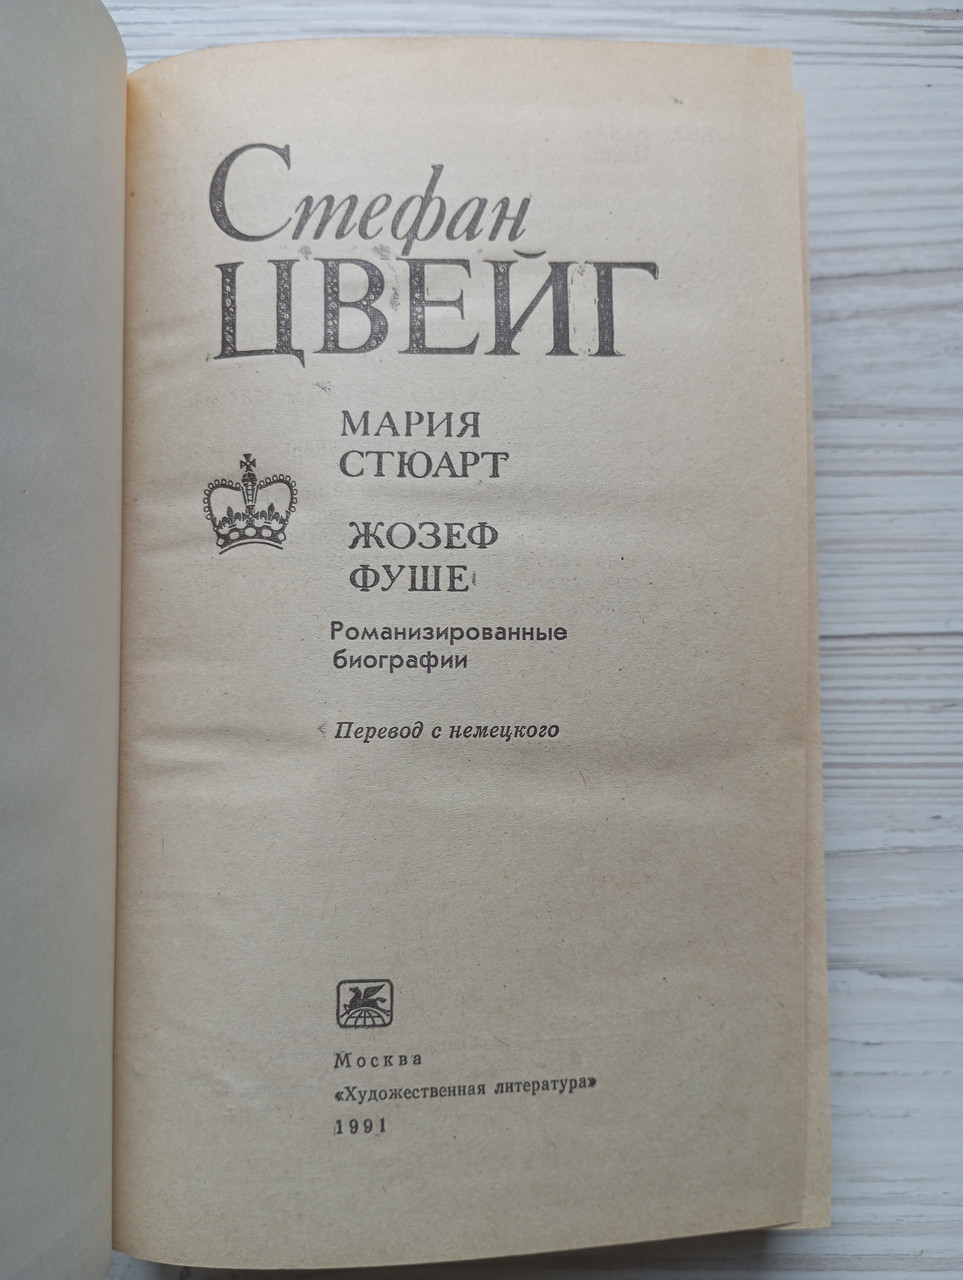 Стефан
ЦВЕЙГ
МАРИЯ
СТЮАРТ
ЖОЗЕФ
ФУШЕ
Романизированные
биографии
Перевод с немецкого
Москва
«Художественная литература»
1991